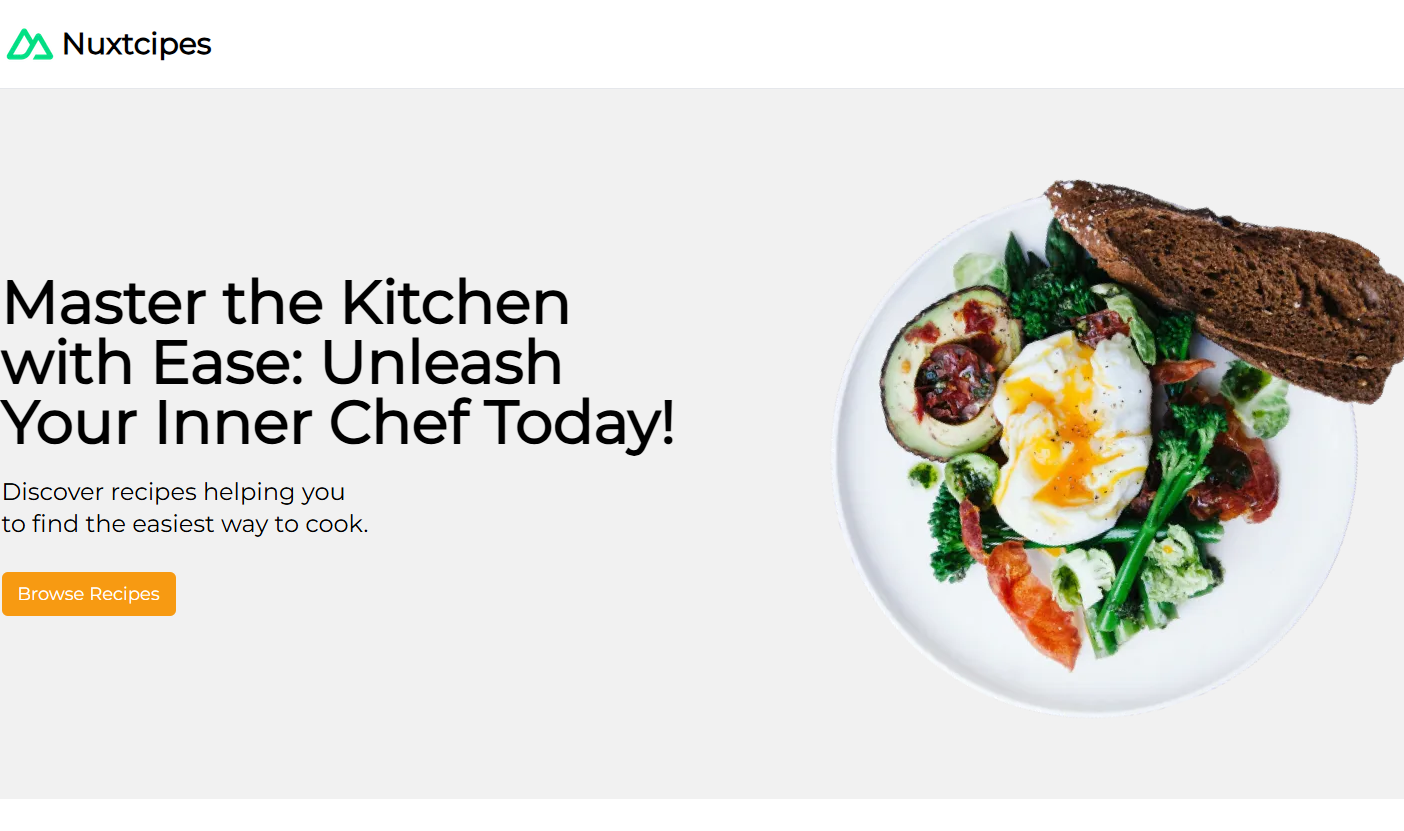 Nuxtcipes
Master the Kitchen
with Ease: Unleash
Your Inner Chef Today!
Discover recipes helping you
to find the easiest way to cook.
Browse Recipes